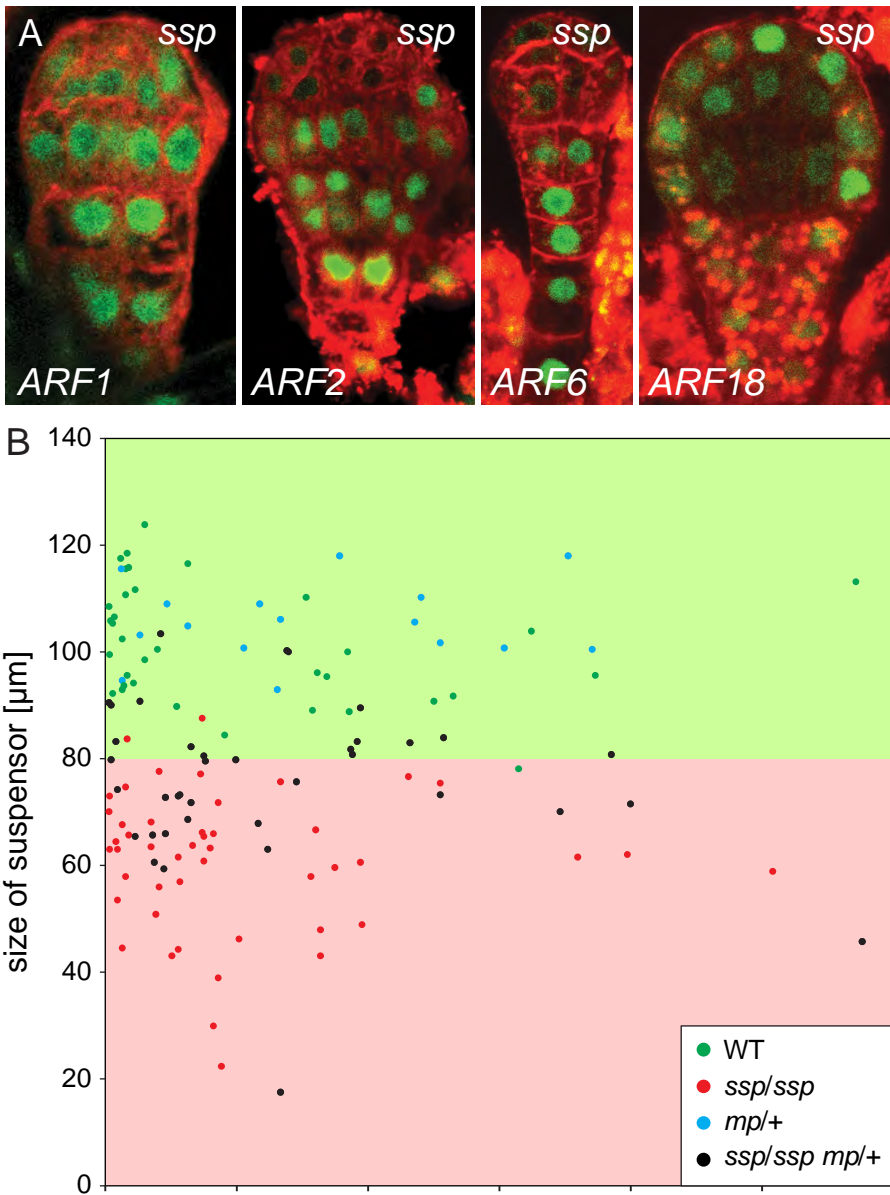 A ssp ssp ssp ssp
ARF1 ARF2 ARF6 ARF18
B
140
120
100
80
60
40
20
0
size of suspensor [µm]
WT
ssp/ssp
mp/+
ssp/ssp mp/+